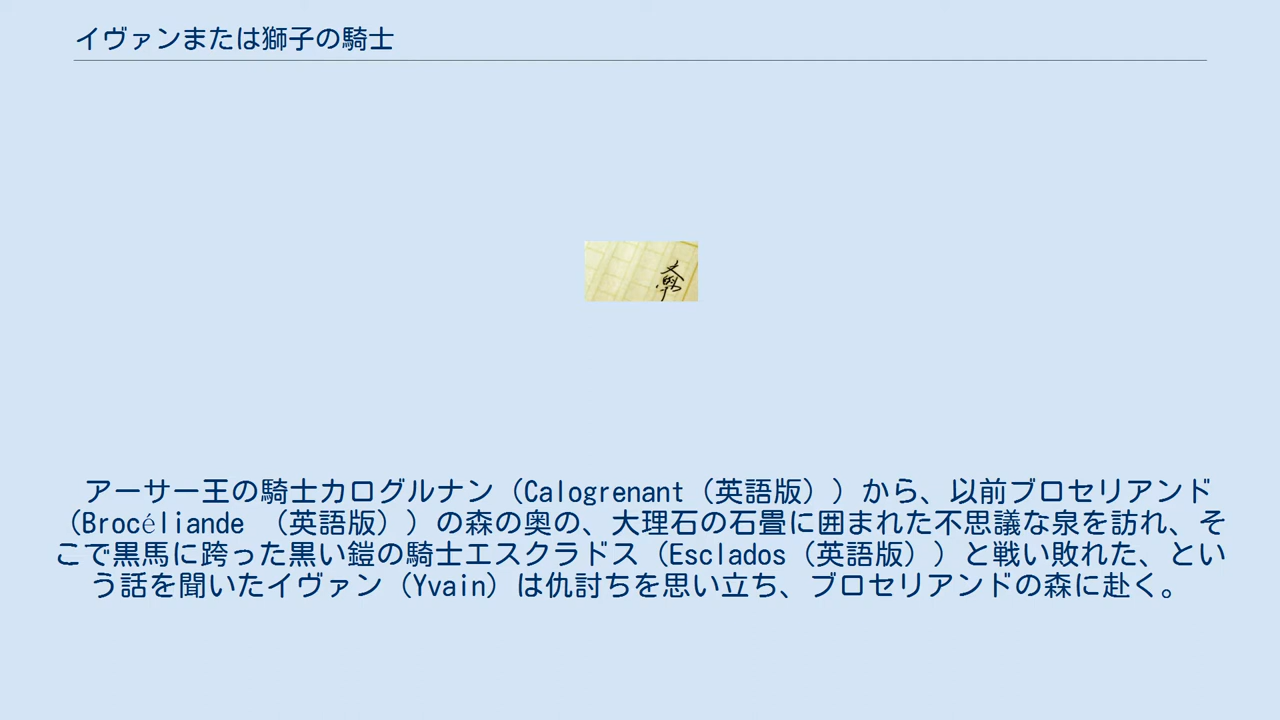 イヴァンまたは獅子の騎士
アーサー王の騎士カログルナン（Calogrenant（英語版））から、以前ブロセリアンド
（Brocéliande （英語版））の森の奥の、大理石の石畳に囲まれた不思議な泉を訪れ、そ
こで黒馬に跨った黒い鎧の騎士エスクラドス（Esclados（英語版））と戦い敗れた、とい
う話を聞いたイヴァン（Yvain）は仇討ちを思い立ち、ブロセリアンドの森に赴く。